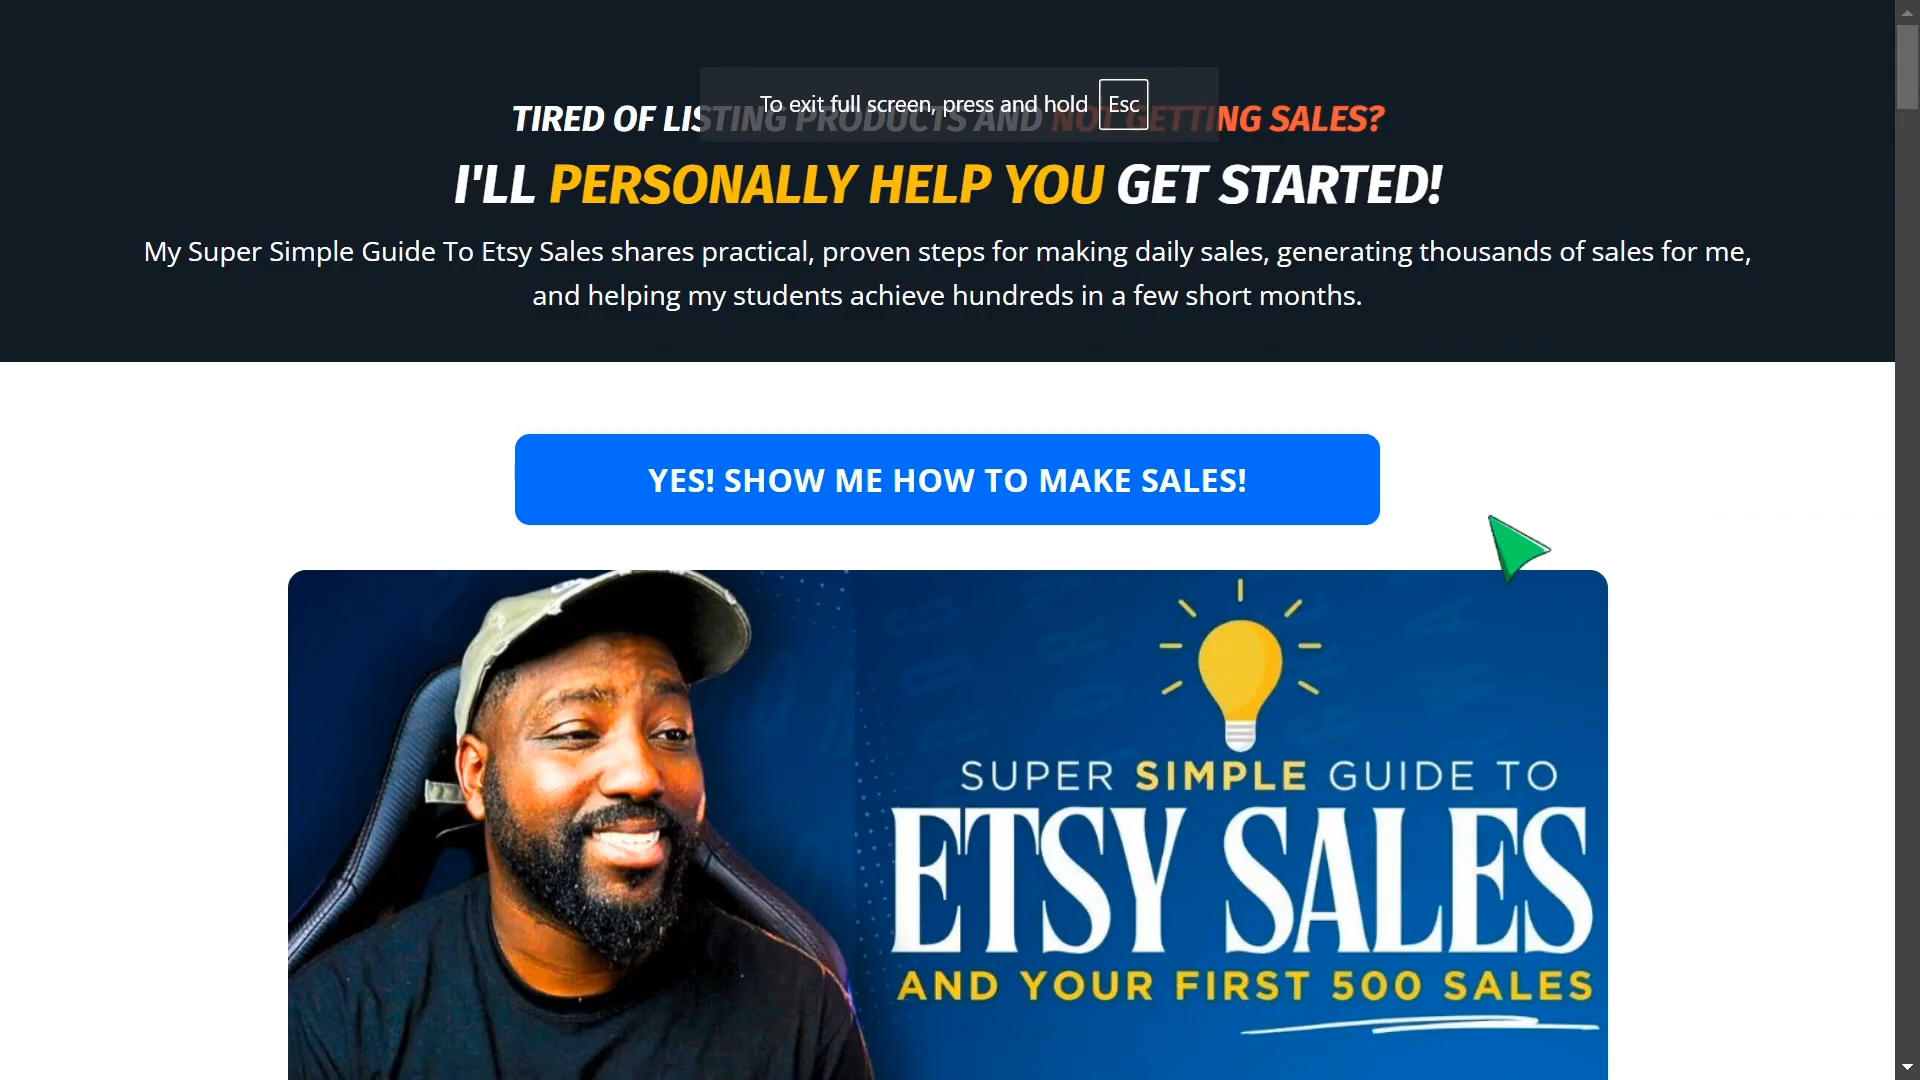 To exit full screen, press and hold Esc
TIRED OF LISTING PRODUCTS AND NOT GETTING SALES?
I'LL PERSONALLY HELP YOU GET STARTED!
My Super Simple Guide To Etsy Sales shares practical, proven steps for making daily sales, generating thousands of sales for me,
and helping my students achieve hundreds in a few short months.
YES! SHOW ME HOW TO MAKE SALES!
SUPER SIMPLE GUIDE TO
ETSY SALES
AND YOUR FIRST 500 SALES